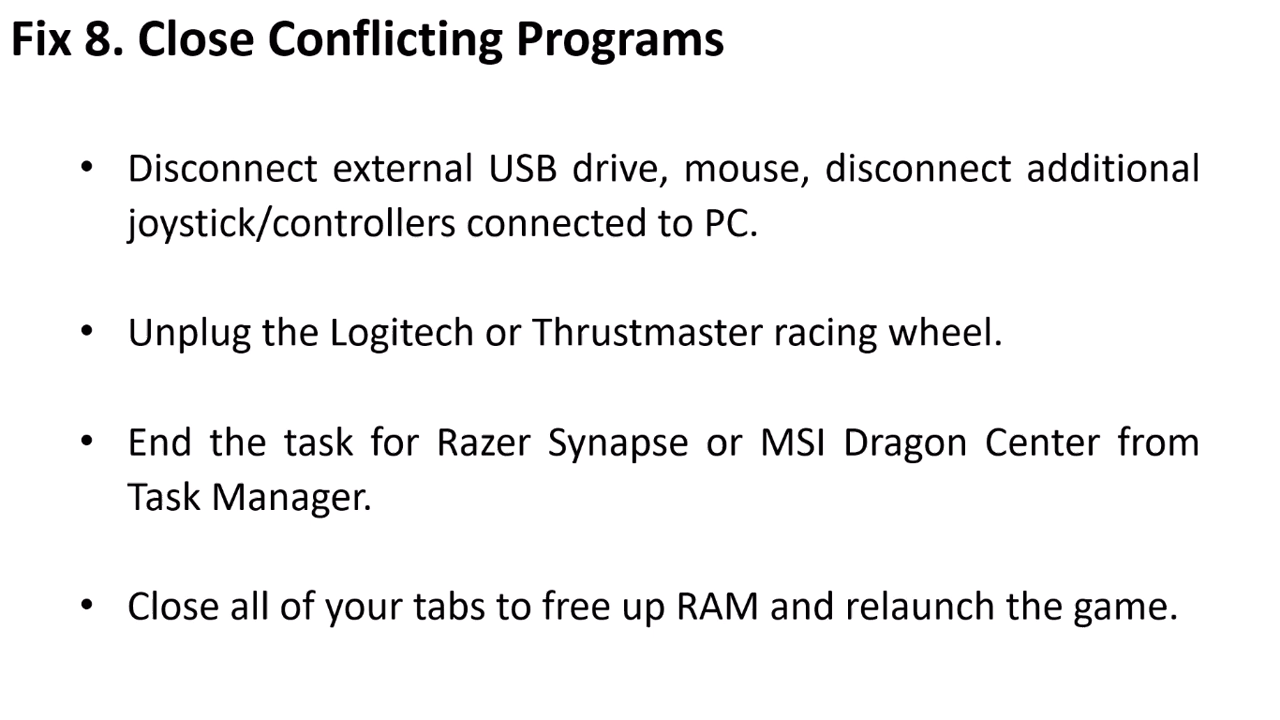 Fix 8. Close Conflicting Programs
• Disconnect external USB drive, mouse, disconnect additional
joystick/controllers connected to PC.
• Unplug the Logitech or Thrustmaster racing wheel.
• End the task for Razer Synapse or MSI Dragon Center from
Task Manager.
• Close all of your tabs to free up RAM and relaunch the game.